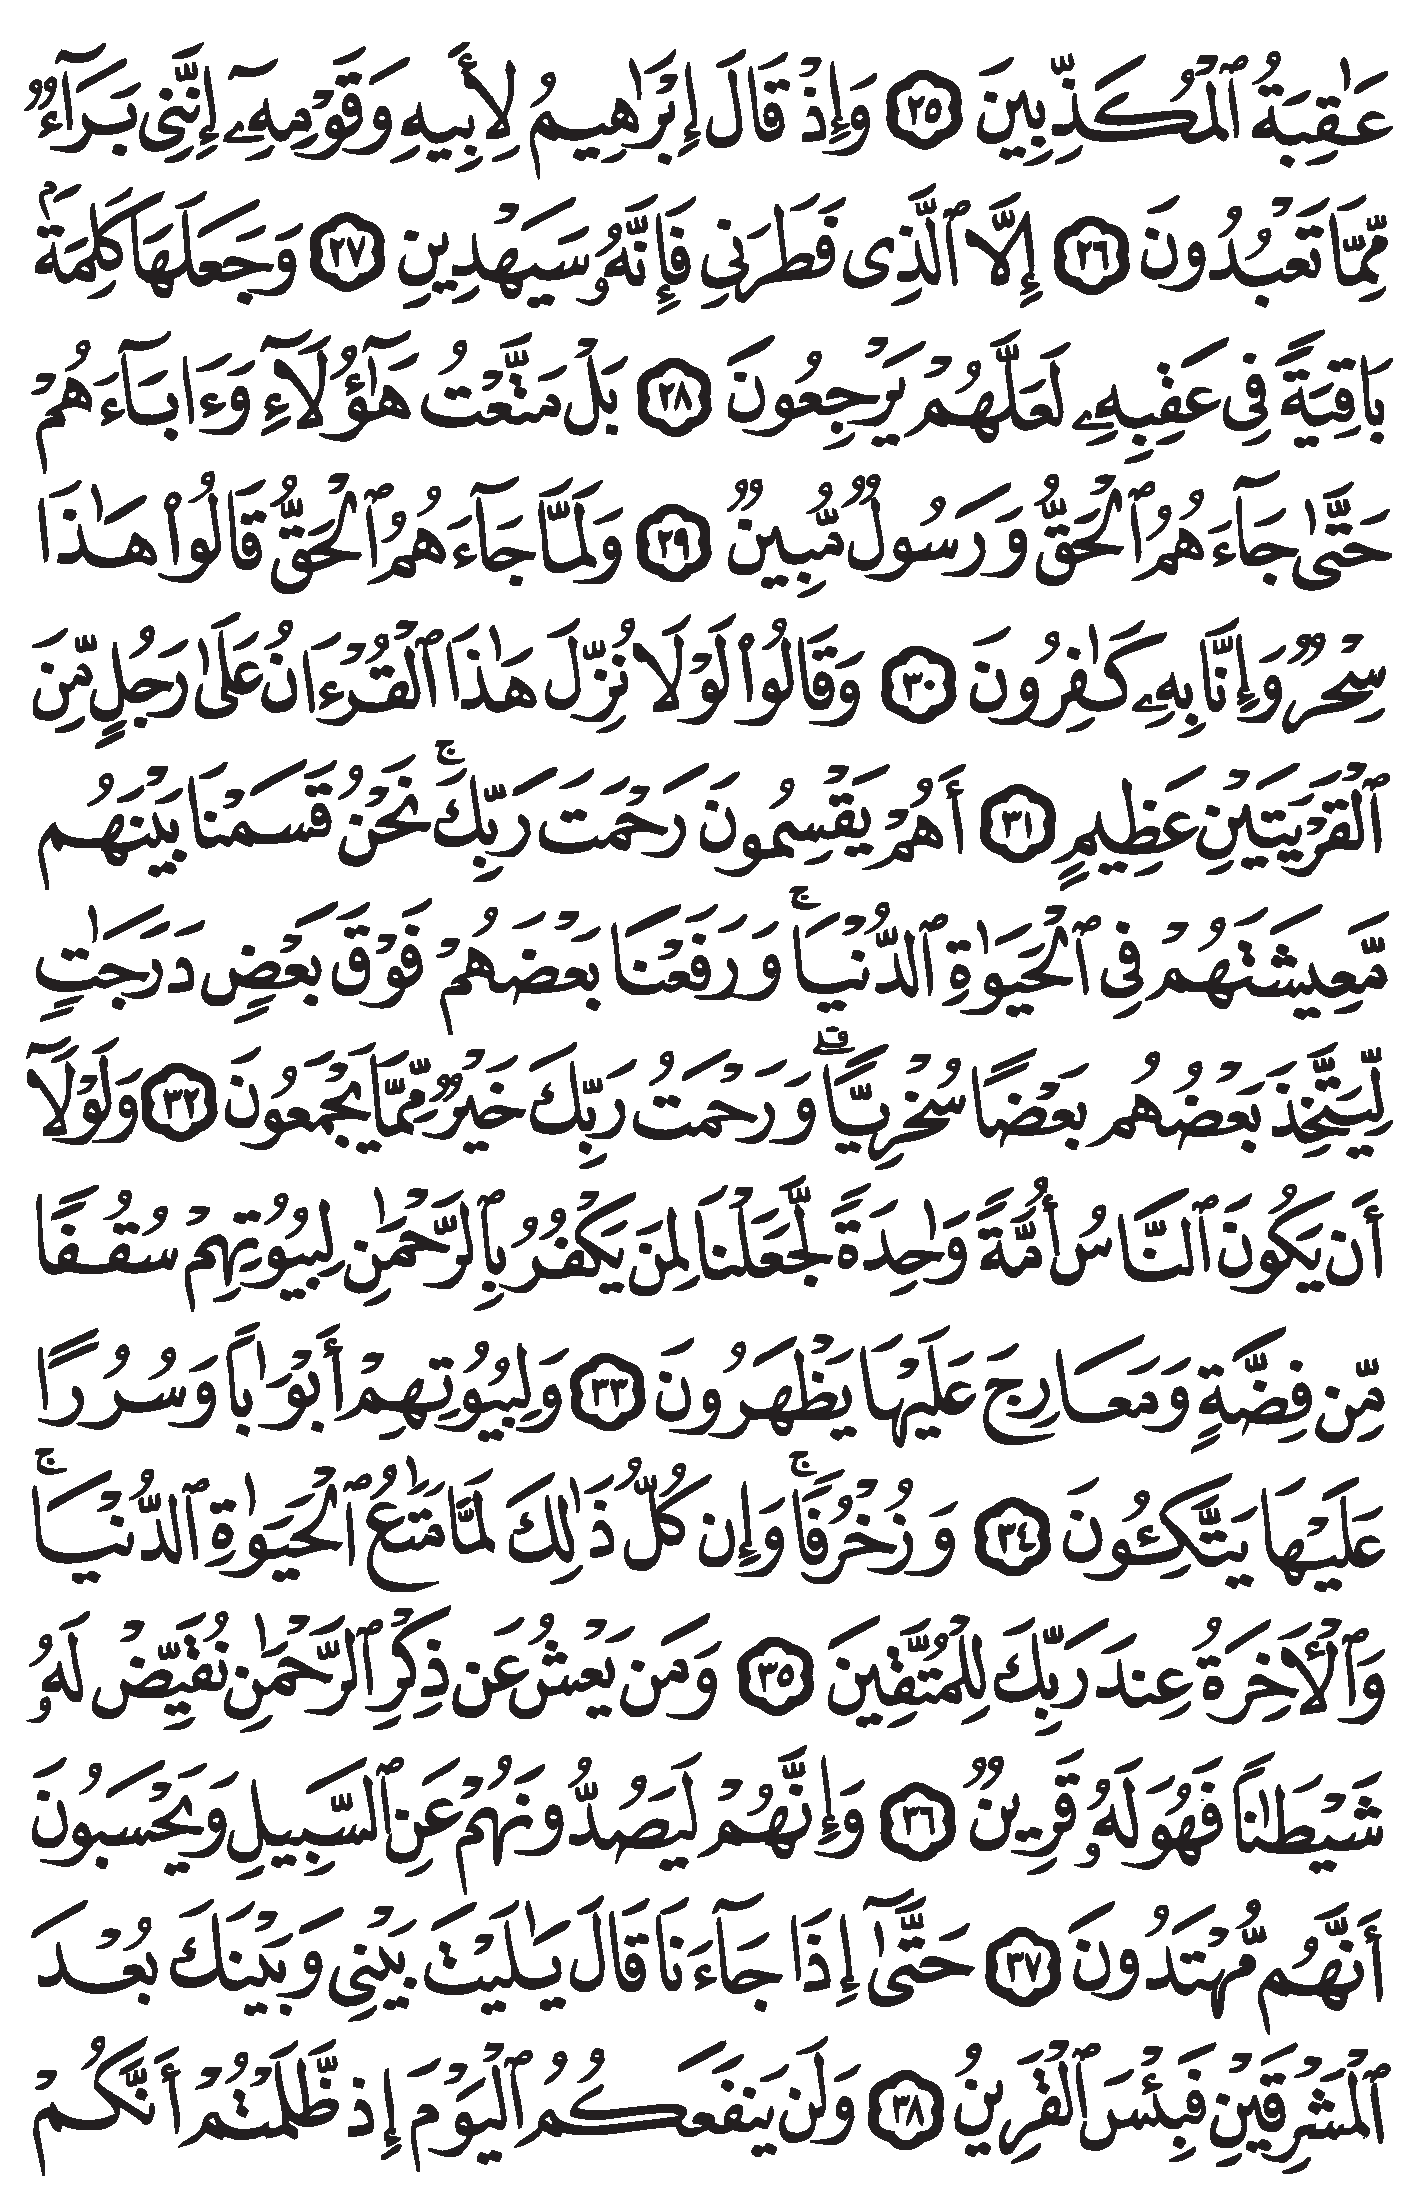 عَٰقِبَةُ ٱلْمُكَذِّبِينَ ٢٥ وَإِذْ قَالَ إِبْرَٰهِيمُ لِأَبِيهِ وَقَوْمِهِۦٓ إِنَّنِى بَرَآءٌ
مِّمَّا تَعْبُدُونَ ٢٦ إِلَّا ٱلَّذِى فَطَرَنِى فَإِنَّهُۥ سَيَهْدِينِ ٢٧ وَجَعَلَهَا كَلِمَةَۢ
بَاقِيَةً فِى عَقِبِهِۦ لَعَلَّهُمْ يَرْجِعُونَ ٢٨ بَلْ مَتَّعْتُ هَٰٓؤُلَآءِ وَءَابَآءَهُمْ
حَتَّىٰ جَآءَهُمُ ٱلْحَقُّ وَرَسُولٌ مُّبِينٌ ٢٩ وَلَمَّا جَآءَهُمُ ٱلْحَقُّ قَالُوا۟ هَٰذَا
سِحْرٌ وَإِنَّا بِهِۦ كَٰفِرُونَ ٣٠ وَقَالُوا۟ لَوْلَا نُزِّلَ هَٰذَا ٱلْقُرْءَانُ عَلَىٰ رَجُلٍ مِّنَ
ٱلْقَرْيَتَيْنِ عَظِيمٍ ٣١ أَهُمْ يَقْسِمُونَ رَحْمَتَ رَبِّكَ ۚ نَحْنُ قَسَمْنَا بَيْنَهُم
مَّعِيشَتَهُمْ فِى ٱلْحَيَوٰةِ ٱلدُّنْيَا ۚ وَرَفَعْنَا بَعْضَهُمْ فَوْقَ بَعْضٍ دَرَجَٰتٍ
لِّيَتَّخِذَ بَعْضُهُم بَعْضًا سُخْرِيًّا ۗ وَرَحْمَتُ رَبِّكَ خَيْرٌ مِّمَّا يَجْمَعُونَ ٣٢ وَلَوْلَآ
أَن يَكُونَ ٱلنَّاسُ أُمَّةً وَٰحِدَةً لَّجَعَلْنَا لِمَن يَكْفُرُ بِٱلرَّحْمَٰنِ لِبُيُوتِهِمْ سُقُفًا
مِّن فِضَّةٍ وَمَعَارِجَ عَلَيْهَا يَظْهَرُونَ ٣٣ وَلِبُيُوتِهِمْ أَبْوَٰبًا وَسُرُرًا
عَلَيْهَا يَتَّكِـُٔونَ ٣٤ وَزُخْرُفًا ۚ وَإِن كُلُّ ذَٰلِكَ لَمَّا مَتَٰعُ ٱلْحَيَوٰةِ ٱلدُّنْيَا ۚ
وَٱلْـَٔاخِرَةُ عِندَ رَبِّكَ لِلْمُتَّقِينَ ٣٥ وَمَن يَعْشُ عَن ذِكْرِ ٱلرَّحْمَٰنِ نُقَيِّضْ لَهُۥ
شَيْطَٰنًا فَهُوَ لَهُۥ قَرِينٌ ٣٦ وَإِنَّهُمْ لَيَصُدُّونَهُمْ عَنِ ٱلسَّبِيلِ وَيَحْسَبُونَ
أَنَّهُم مُّهْتَدُونَ ٣٧ حَتَّىٰٓ إِذَا جَآءَنَا قَالَ يَٰلَيْتَ بَيْنِى وَبَيْنَكَ بُعْدَ
ٱلْمَشْرِقَيْنِ فَبِئْسَ ٱلْقَرِينُ ٣٨ وَلَن يَنفَعَكُمُ ٱلْيَوْمَ إِذ ظَّلَمْتُمْ أَنَّكُمْ